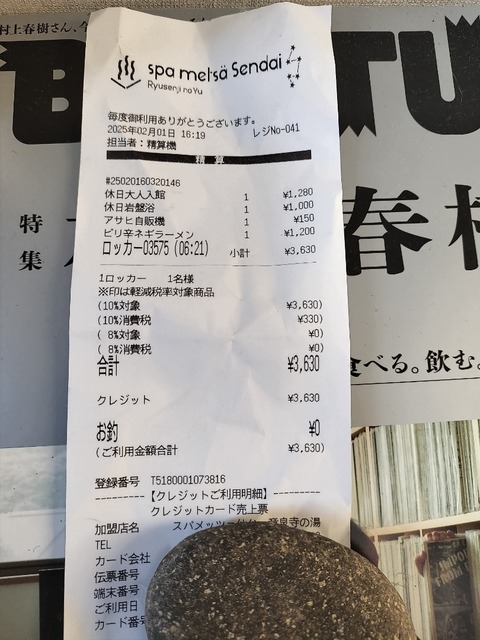 村上春樹さん、
spa metsä Sendai
Ryusenji no Yu
毎度御利用ありがとうございます。
2025年02月01日 16:19 レジNo-041
担当者：精算機
精 算
#25020160320146
休日大人入館 1 ¥1,280
休日岩盤浴 1 ¥1,000
アサヒ自販機 1 ¥150
ピリ辛ネギラーメン 1 ¥1,200
ロッカー03575 (06:21) 小計 ¥3,630
1ロッカー 1名様
※印は軽減税率対象商品
(10%対象 ¥3,630)
(10%消費税 ¥330)
( 8%対象 ¥0)
( 8%消費税 ¥0)
合計 ¥3,630
クレジット ¥3,630
お釣 ¥0
(ご利用金額合計 ¥3,630)
登録番号 T5180001073816
【クレジットご利用明細】
クレジットカード売上票
加盟店名 スパメッツァ仙台 竜泉寺の湯
TEL
カード会社
伝票番号
端末番号
ご利用日
カード番
特集
春
食べる。飲む。